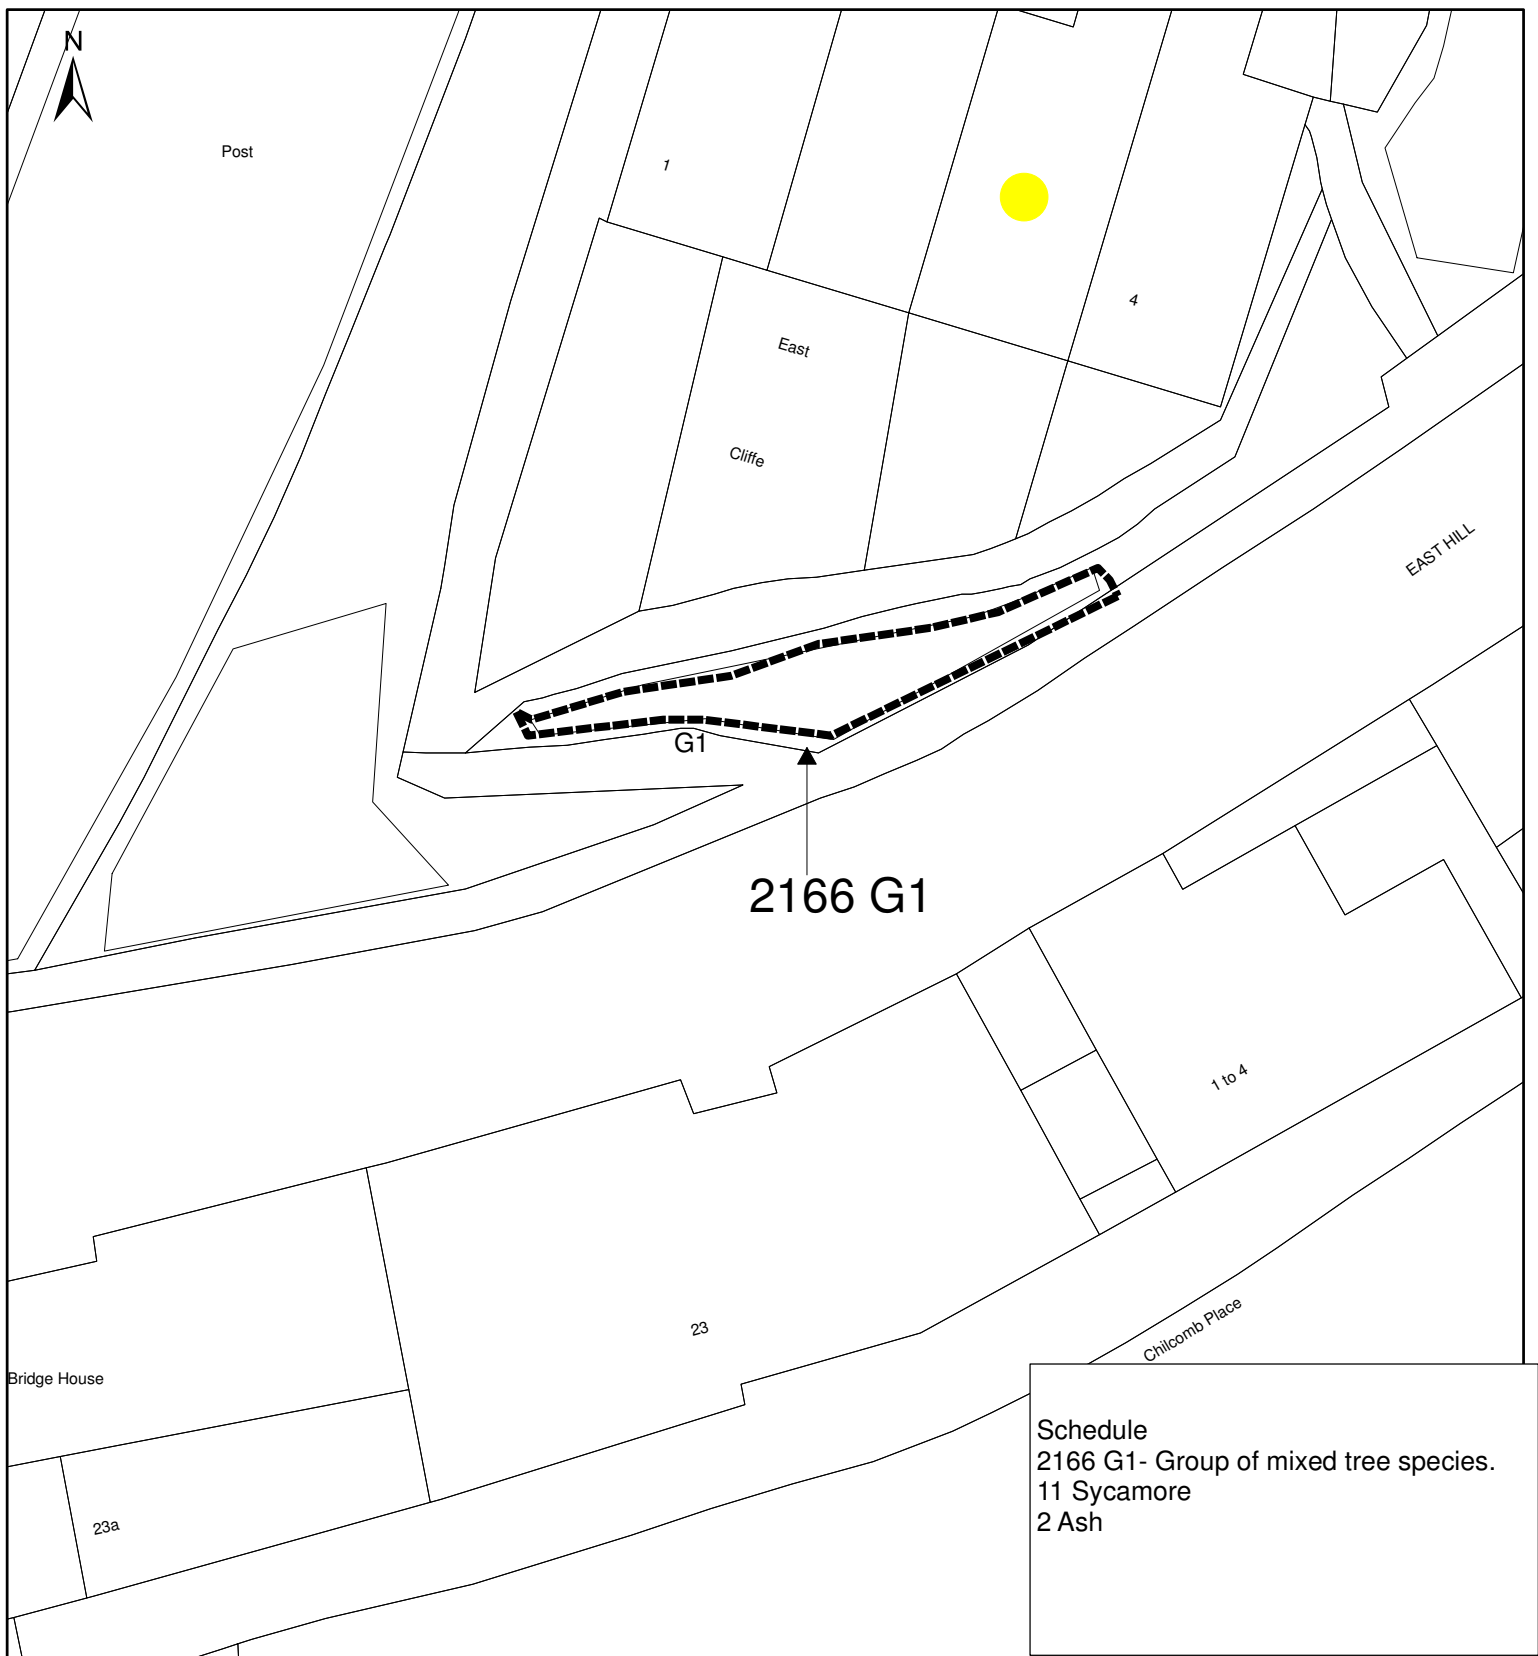 N
Post
1
4
East
Cliffe
EAST HILL
G1
2166 G1
1 to 4
23
Chilcomb Place
Bridge House
23a
Schedule
2166 G1- Group of mixed tree species.
11 Sycamore
2 Ash